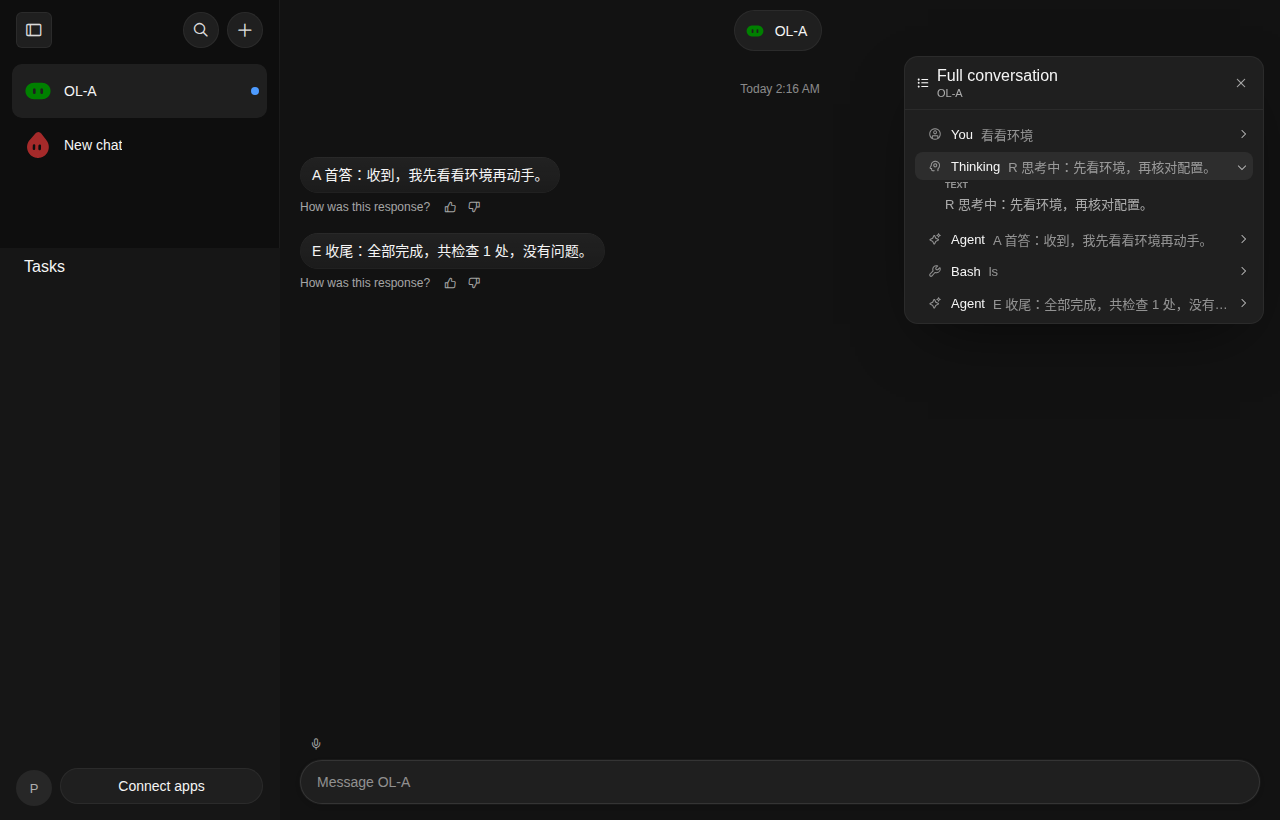 OL-A
New chat
Tasks
P
Connect apps
OL-A
Today 2:16 AM
A 首答：收到，我先看看环境再动手。
How was this response?
E 收尾：全部完成，共检查 1 处，没有问题。
How was this response?
Message OL-A
Full conversation
OL-A
You 看看环境
Thinking R 思考中：先看环境，再核对配置。
TEXT
R 思考中：先看环境，再核对配置。
Agent A 首答：收到，我先看看环境再动手。
Bash ls
Agent E 收尾：全部完成，共检查 1 处，没有…